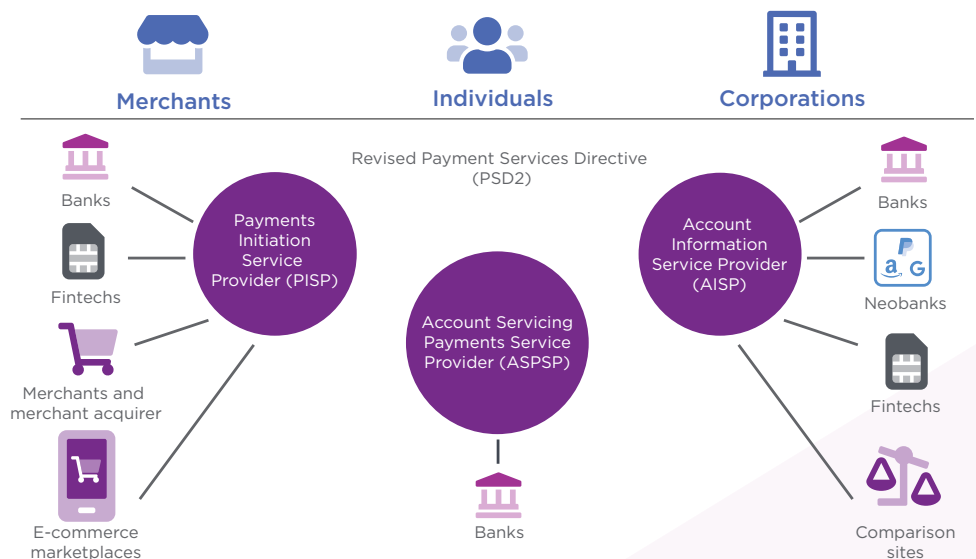 Merchants
Individuals
Corporations
Revised Payment Services Directive
(PSD2)
Banks
Fintechs
Merchants and
merchant acquirer
E-commerce
marketplaces
Payments
Initiation
Service
Provider (PISP)
Account Servicing
Payments Service
Provider (ASPSP)
Banks
Account
Information
Service Provider
(AISP)
Banks
a G
Neobanks
Fintechs
Comparison
sites